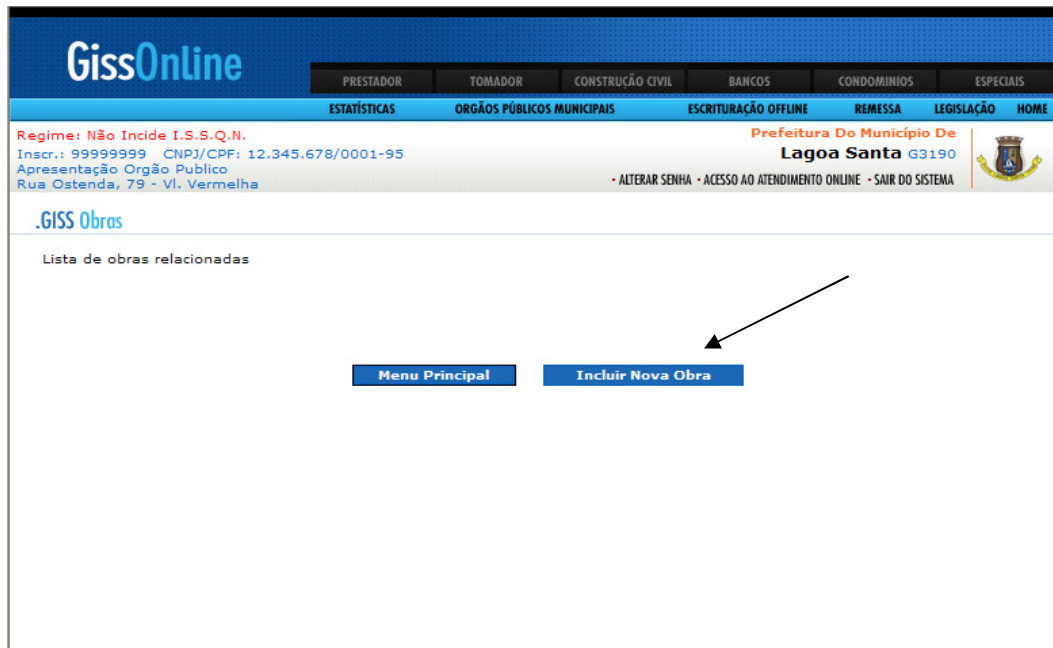 GissOnline
PRESTADOR TOMADOR CONSTRUÇÃO CIVIL BANCOS CONDOMINIOS ESPECIAIS
ESTATÍSTICAS ORGÃOS PÚBLICOS MUNICIPAIS ESCRITURAÇÃO OFFLINE REMESSA LEGISLAÇÃO HOME
Regime: Não Incide I.S.S.Q.N.
Inscr.: 99999999 CNPJ/CPF: 12.345.678/0001-95
Apresentação Orgão Publico
Rua Ostenda, 79 - Vl. Vermelha
Prefeitura Do Município De
Lagoa Santa G3190
• ALTERAR SENHA • ACESSO AO ATENDIMENTO ONLINE • SAIR DO SISTEMA
.GISS Obras
Lista de obras relacionadas
Menu Principal Incluir Nova Obra